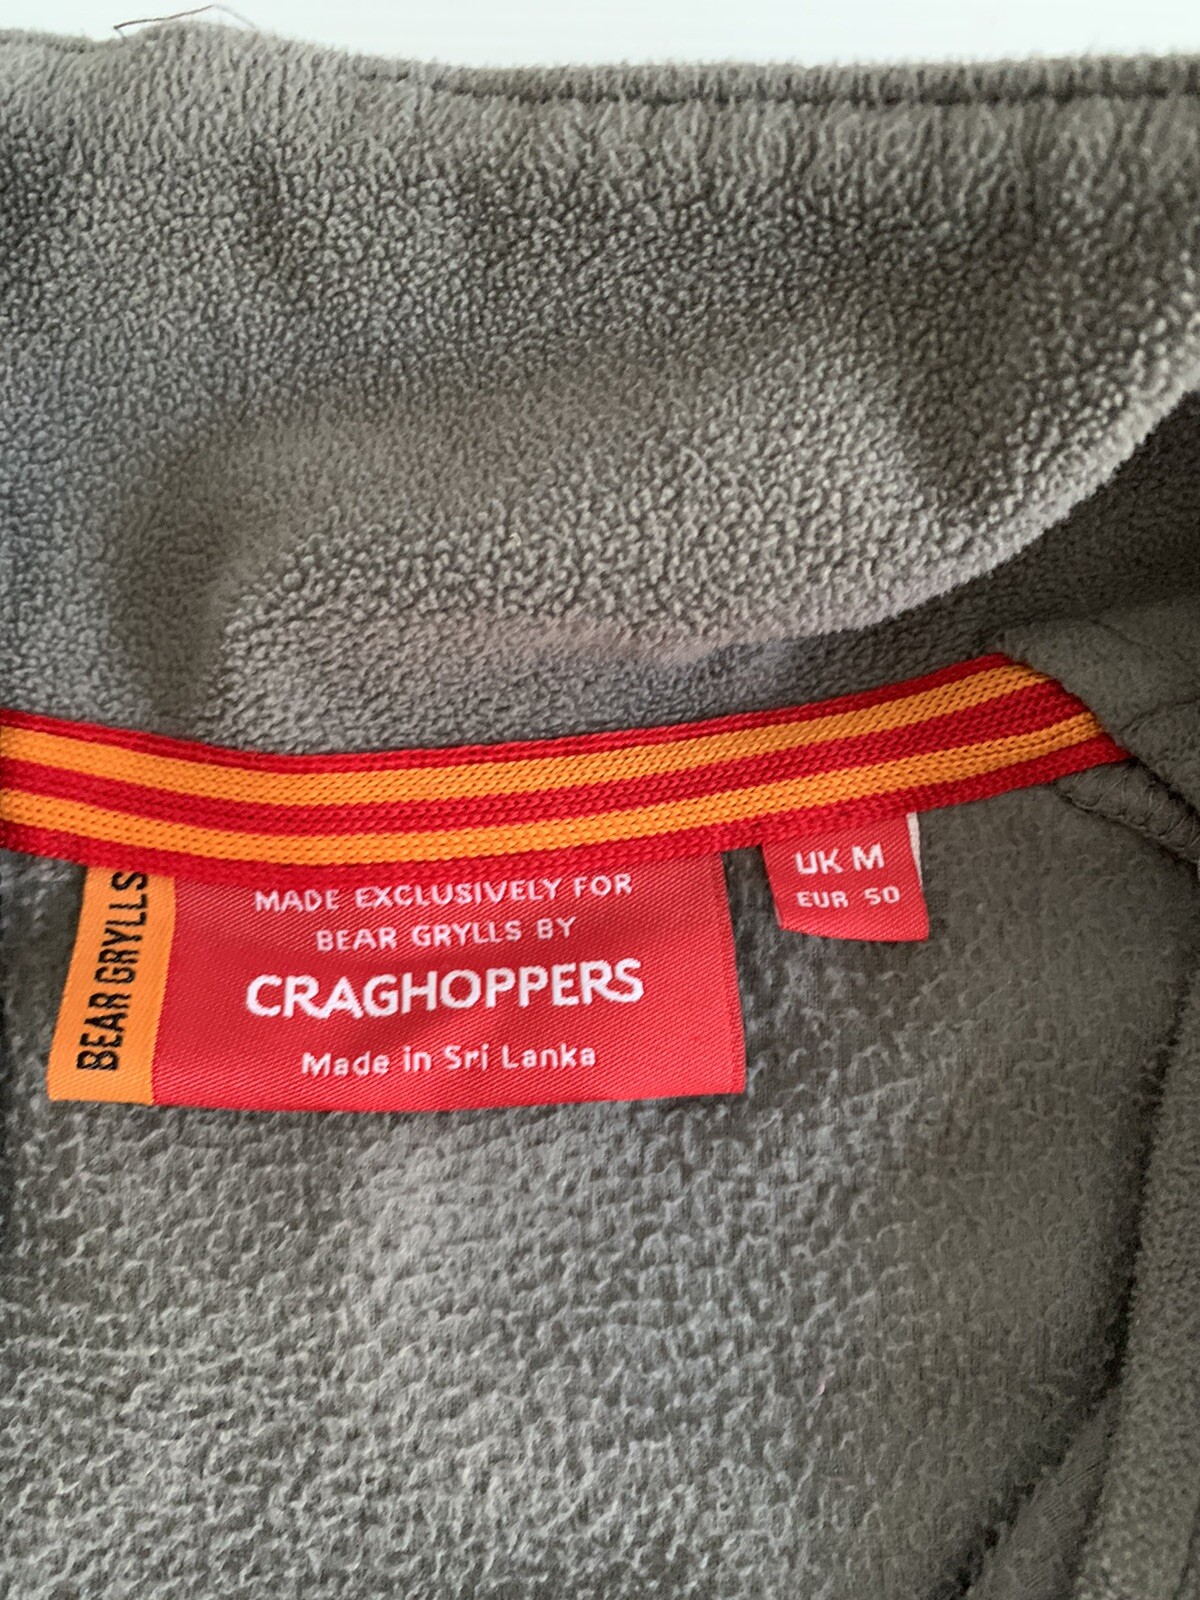 BEAR GRYLLS
MADE EXCLUSIVELY FOR
BEAR GRYLLS BY
CRAGHOPPERS
Made in Sri Lanka
UK M
EUR 50